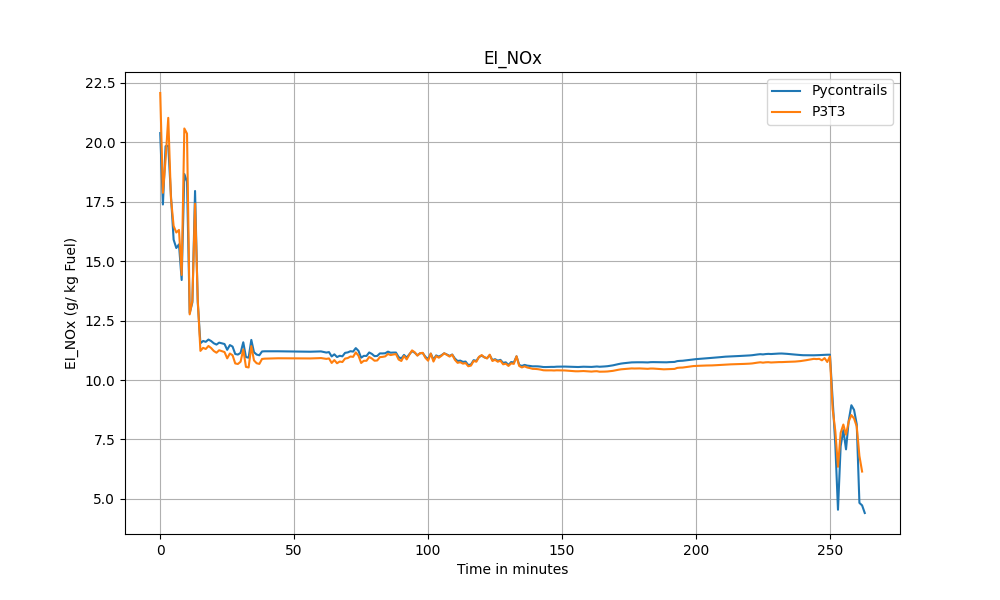 EI_NOx
Pycontrails
P3T3
EI_NOx (g/ kg Fuel)
22.5
20.0
17.5
15.0
12.5
10.0
7.5
5.0
0 50 100 150 200 250
Time in minutes